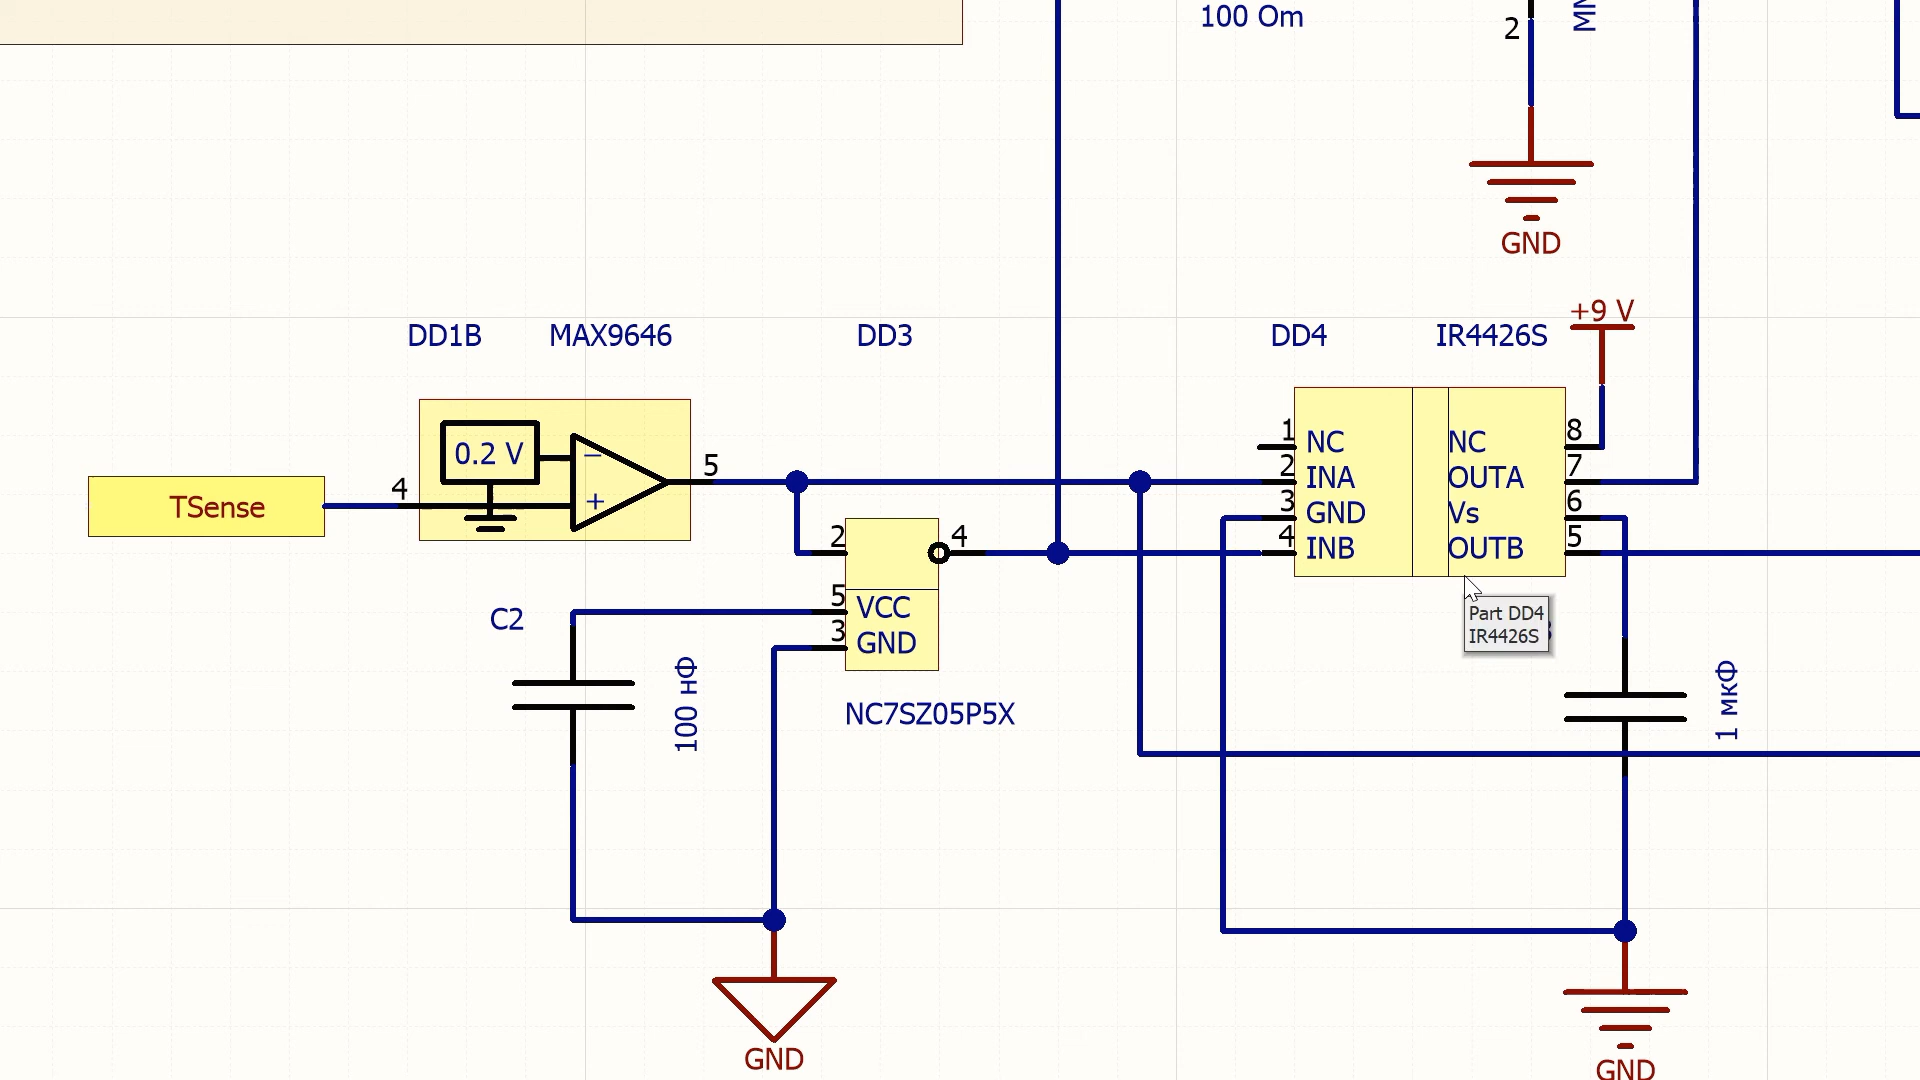 100 Om
2
GND
+9 V
DD1B
MAX9646
DD3
DD4
IR4426S
0.2 V
−
+
TSense
4
5
2
4
5
VCC
3
GND
NC7SZ05P5X
C2
100 нФ
1
NC
2
INA
3
GND
4
INB
NC
8
OUTA
7
Vs
6
OUTB
5
Part DD4
IR4426S
1 мкФ
GND
GND